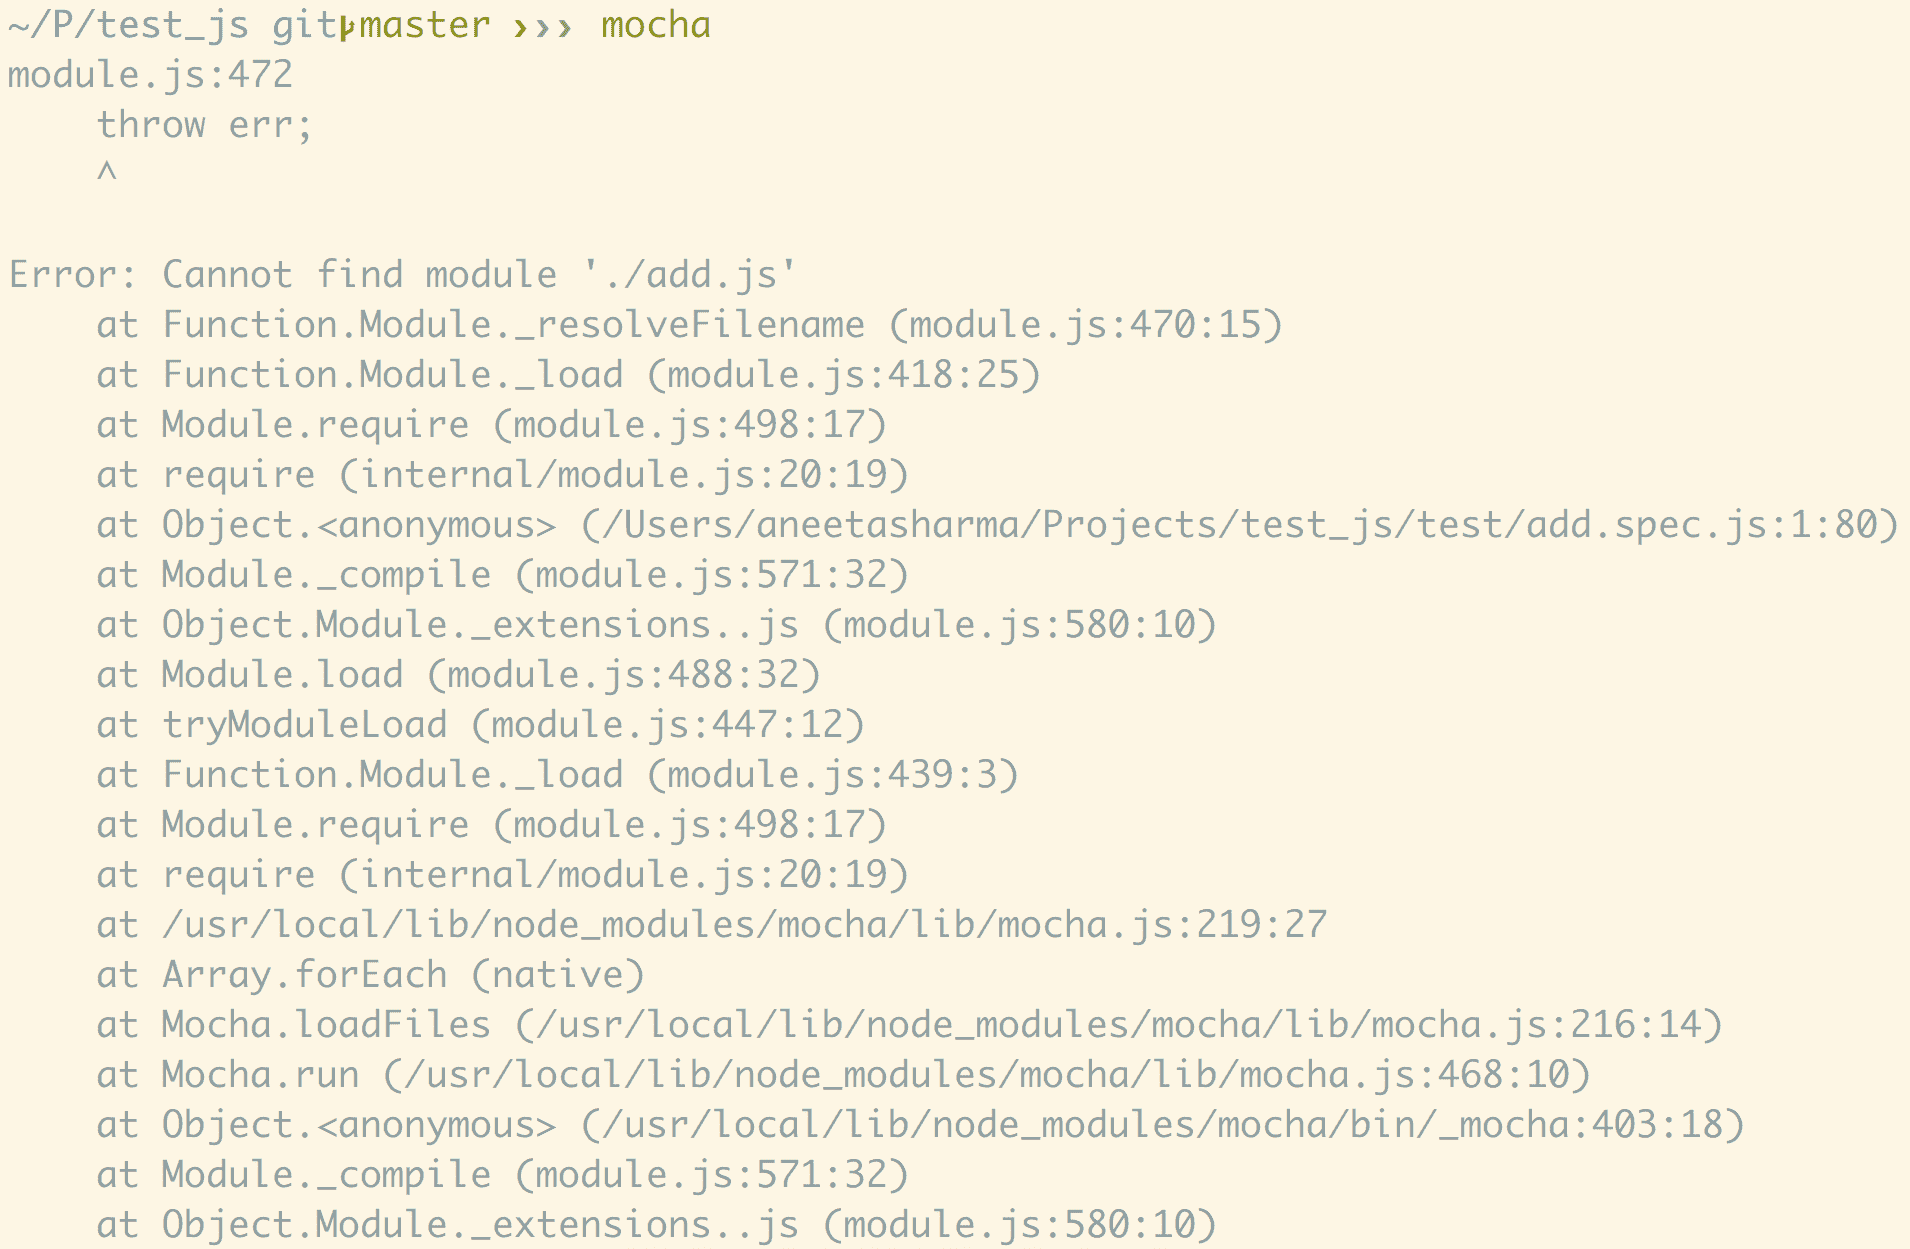 ~/P/test_js git master ››› mocha
module.js:472
    throw err;
    ^

Error: Cannot find module './add.js'
    at Function.Module._resolveFilename (module.js:470:15)
    at Function.Module._load (module.js:418:25)
    at Module.require (module.js:498:17)
    at require (internal/module.js:20:19)
    at Object.<anonymous> (/Users/aneetasharma/Projects/test_js/test/add.spec.js:1:80)
    at Module._compile (module.js:571:32)
    at Object.Module._extensions..js (module.js:580:10)
    at Module.load (module.js:488:32)
    at tryModuleLoad (module.js:447:12)
    at Function.Module._load (module.js:439:3)
    at Module.require (module.js:498:17)
    at require (internal/module.js:20:19)
    at /usr/local/lib/node_modules/mocha/lib/mocha.js:219:27
    at Array.forEach (native)
    at Mocha.loadFiles (/usr/local/lib/node_modules/mocha/lib/mocha.js:216:14)
    at Mocha.run (/usr/local/lib/node_modules/mocha/lib/mocha.js:468:10)
    at Object.<anonymous> (/usr/local/lib/node_modules/mocha/bin/_mocha:403:18)
    at Module._compile (module.js:571:32)
    at Object.Module._extensions..js (module.js:580:10)